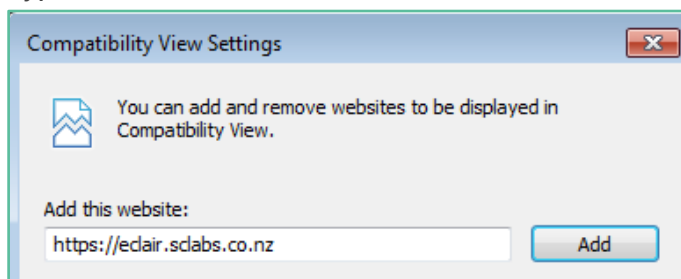 Compatibility View Settings
You can add and remove websites to be displayed in
Compatibility View.
Add this website:
https://eclair.sclabs.co.nz
Add